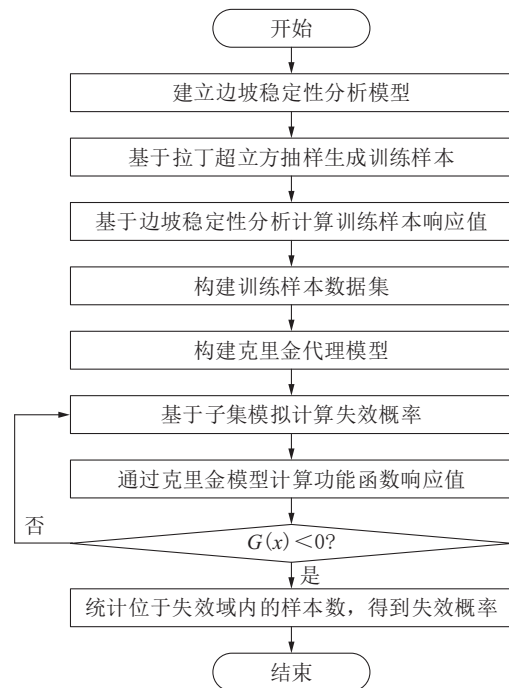 开始
建立边坡稳定性分析模型
基于拉丁超立方抽样生成训练样本
基于边坡稳定性分析计算训练样本响应值
构建训练样本数据集
构建克里金代理模型
基于子集模拟计算失效概率
通过克里金模型计算功能函数响应值
否
G(x)<0?
是
统计位于失效域内的样本数，得到失效概率
结束